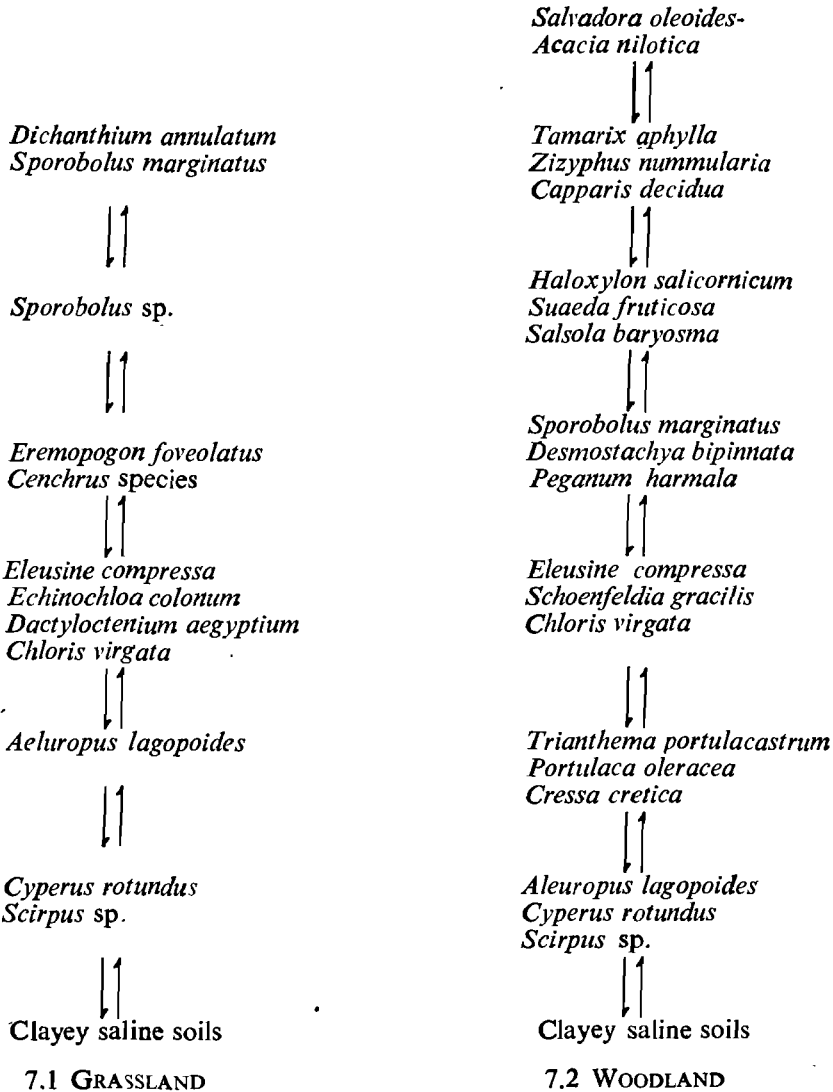 Dichanthium annulatum
Sporobolus marginatus
Sporobolus sp.
Eremopogon foveolatus
Cenchrus species
Eleusine compressa
Echinochloa colonum
Dactyloctenium aegyptium
Chloris virgata
Aeluropus lagopoides
Cyperus rotundus
Scirpus sp.
Clayey saline soils
7.1 GRASSLAND
Salvadora oleoides-
Acacia nilotica
Tamarix aphylla
Zizyphus nummularia
Capparis decidua
Haloxylon salicornicum
Suaeda fruticosa
Salsola baryosma
Sporobolus marginatus
Desmostachya bipinnata
Peganum harmala
Eleusine compressa
Schoenfeldia gracilis
Chloris virgata
Trianthema portulacastrum
Portulaca oleracea
Cressa cretica
Aleuropus lagopoides
Cyperus rotundus
Scirpus sp.
Clayey saline soils
7.2 WOODLAND